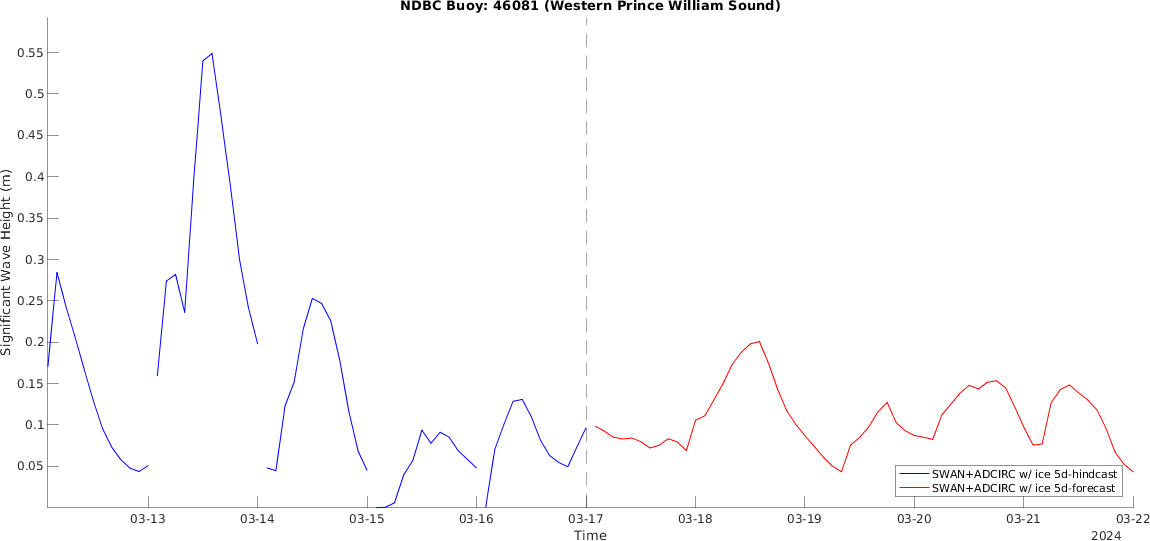 NDBC Buoy: 46081 (Western Prince William Sound)
Significant Wave Height (m)
0.55
0.5
0.45
0.4
0.35
0.3
0.25
0.2
0.15
0.1
0.05
SWAN+ADCIRC w/ ice 5d-hindcast
SWAN+ADCIRC w/ ice 5d-forecast
03-13 03-14 03-15 03-16 03-17 03-18 03-19 03-20 03-21 03-22
Time
2024